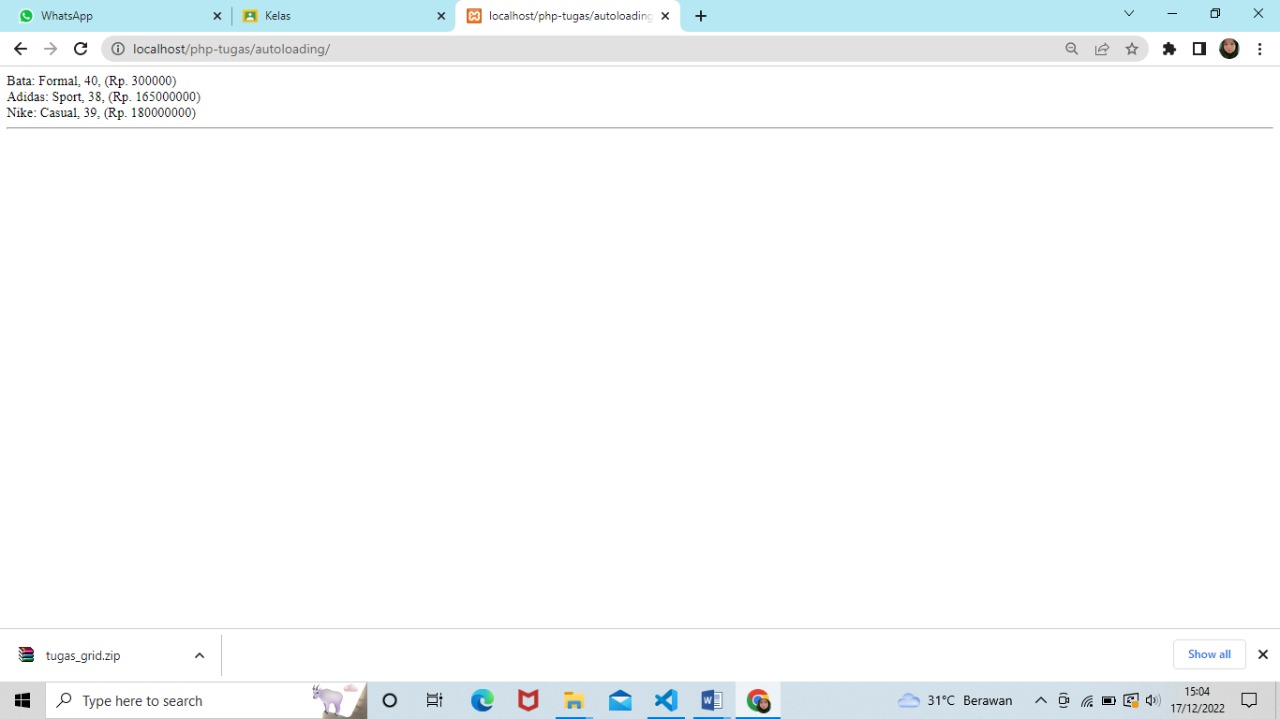 WhatsApp
Kelas
localhost/php-tugas/autoloading
localhost/php-tugas/autoloading/
Bata: Formal, 40, (Rp. 300000)
Adidas: Sport, 38, (Rp. 165000000)
Nike: Casual, 39, (Rp. 180000000)
tugas_grid.zip
Show all
Type here to search
31°C Berawan
15:04
17/12/2022